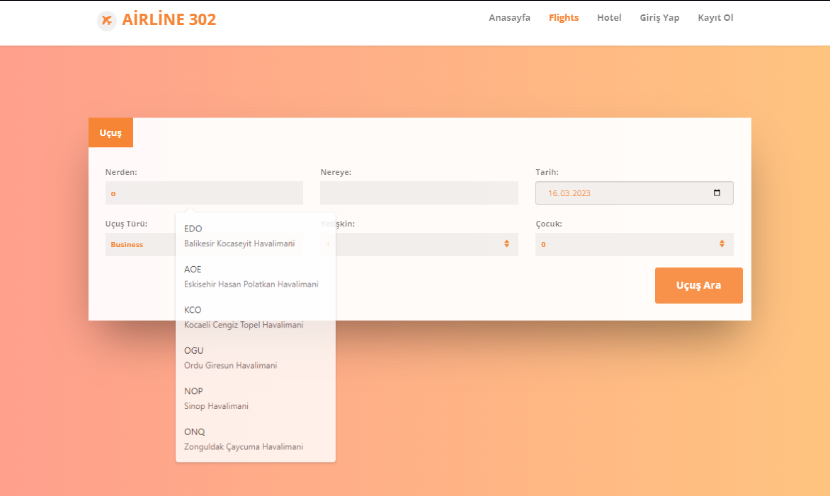 AİRLİNE 302
Anasayfa
Flights
Hotel
Giriş Yap
Kayıt Ol
Uçuş
Nerden:
Nereye:
Tarih:
o
16.03.2023
Uçuş Türü:
Çocuk:
Business
0
EDO
Balikesir Kocaseyit Havalimani
AOE
Eskisehir Hasan Polatkan Havalimani
KCO
Kocaeli Cengiz Topel Havalimani
OGU
Ordu Giresun Havalimani
NOP
Sinop Havalimani
ONQ
Zonguldak Çaycuma Havalimani
Uçuş Ara